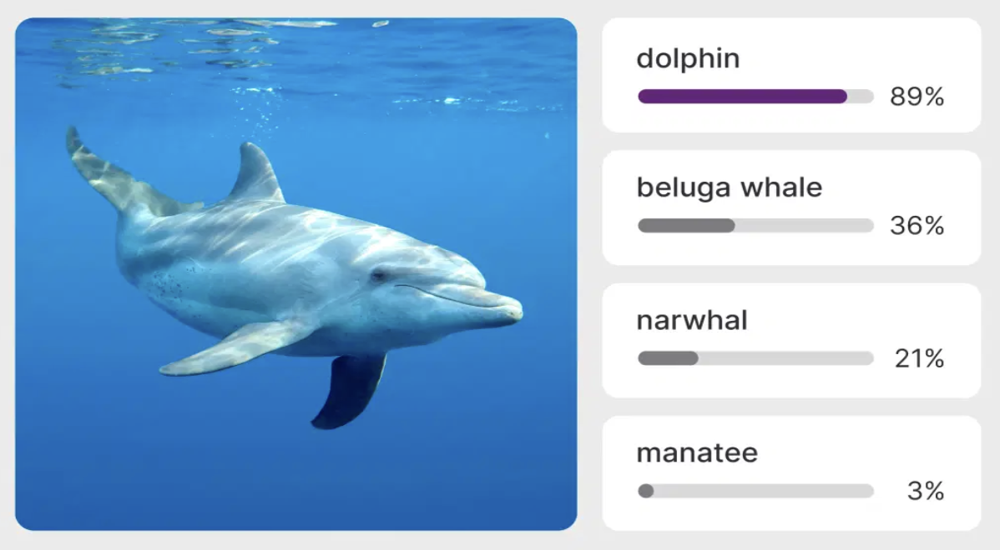 dolphin
89%
beluga whale
36%
narwhal
21%
manatee
3%